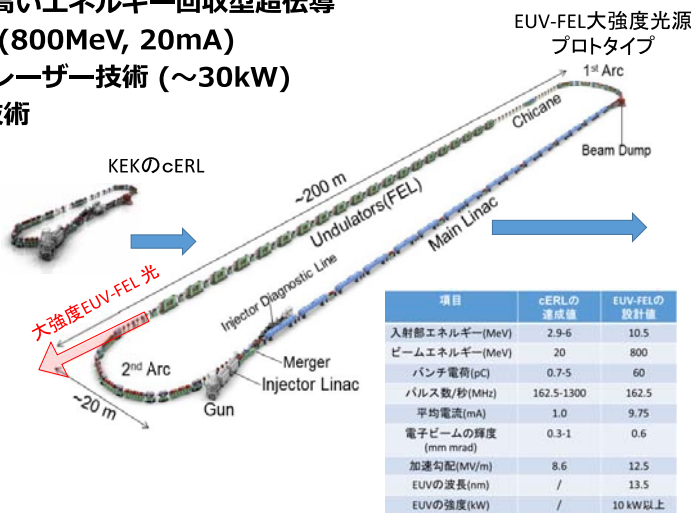 高いエネルギー回収型超伝導
(800MeV, 20mA)
レーザー技術 (～30kW)
技術
EUV-FEL大強度光源
プロトタイプ
1st Arc
Chicane
Beam Dump
KEKのcERL
~200 m
Undulators(FEL)
Main Linac
大強度EUV-FEL 光
Injector Diagnostic Line
2nd Arc
Merger
Injector Linac
Gun
~20 m
項目 cERLの達成値 EUV-FELの設計値
入射部エネルギー(MeV) 2.9-6 10.5
ビームエネルギー(MeV) 20 800
バンチ電荷(pC) 0.7-5 60
パルス数/秒(MHz) 162.5-1300 162.5
平均電流(mA) 1.0 9.75
電子ビームの輝度(mm mrad) 0.3-1 0.6
加速勾配(MV/m) 8.6 12.5
EUVの波長(nm) / 13.5
EUVの強度(kW) / 10 kW以上